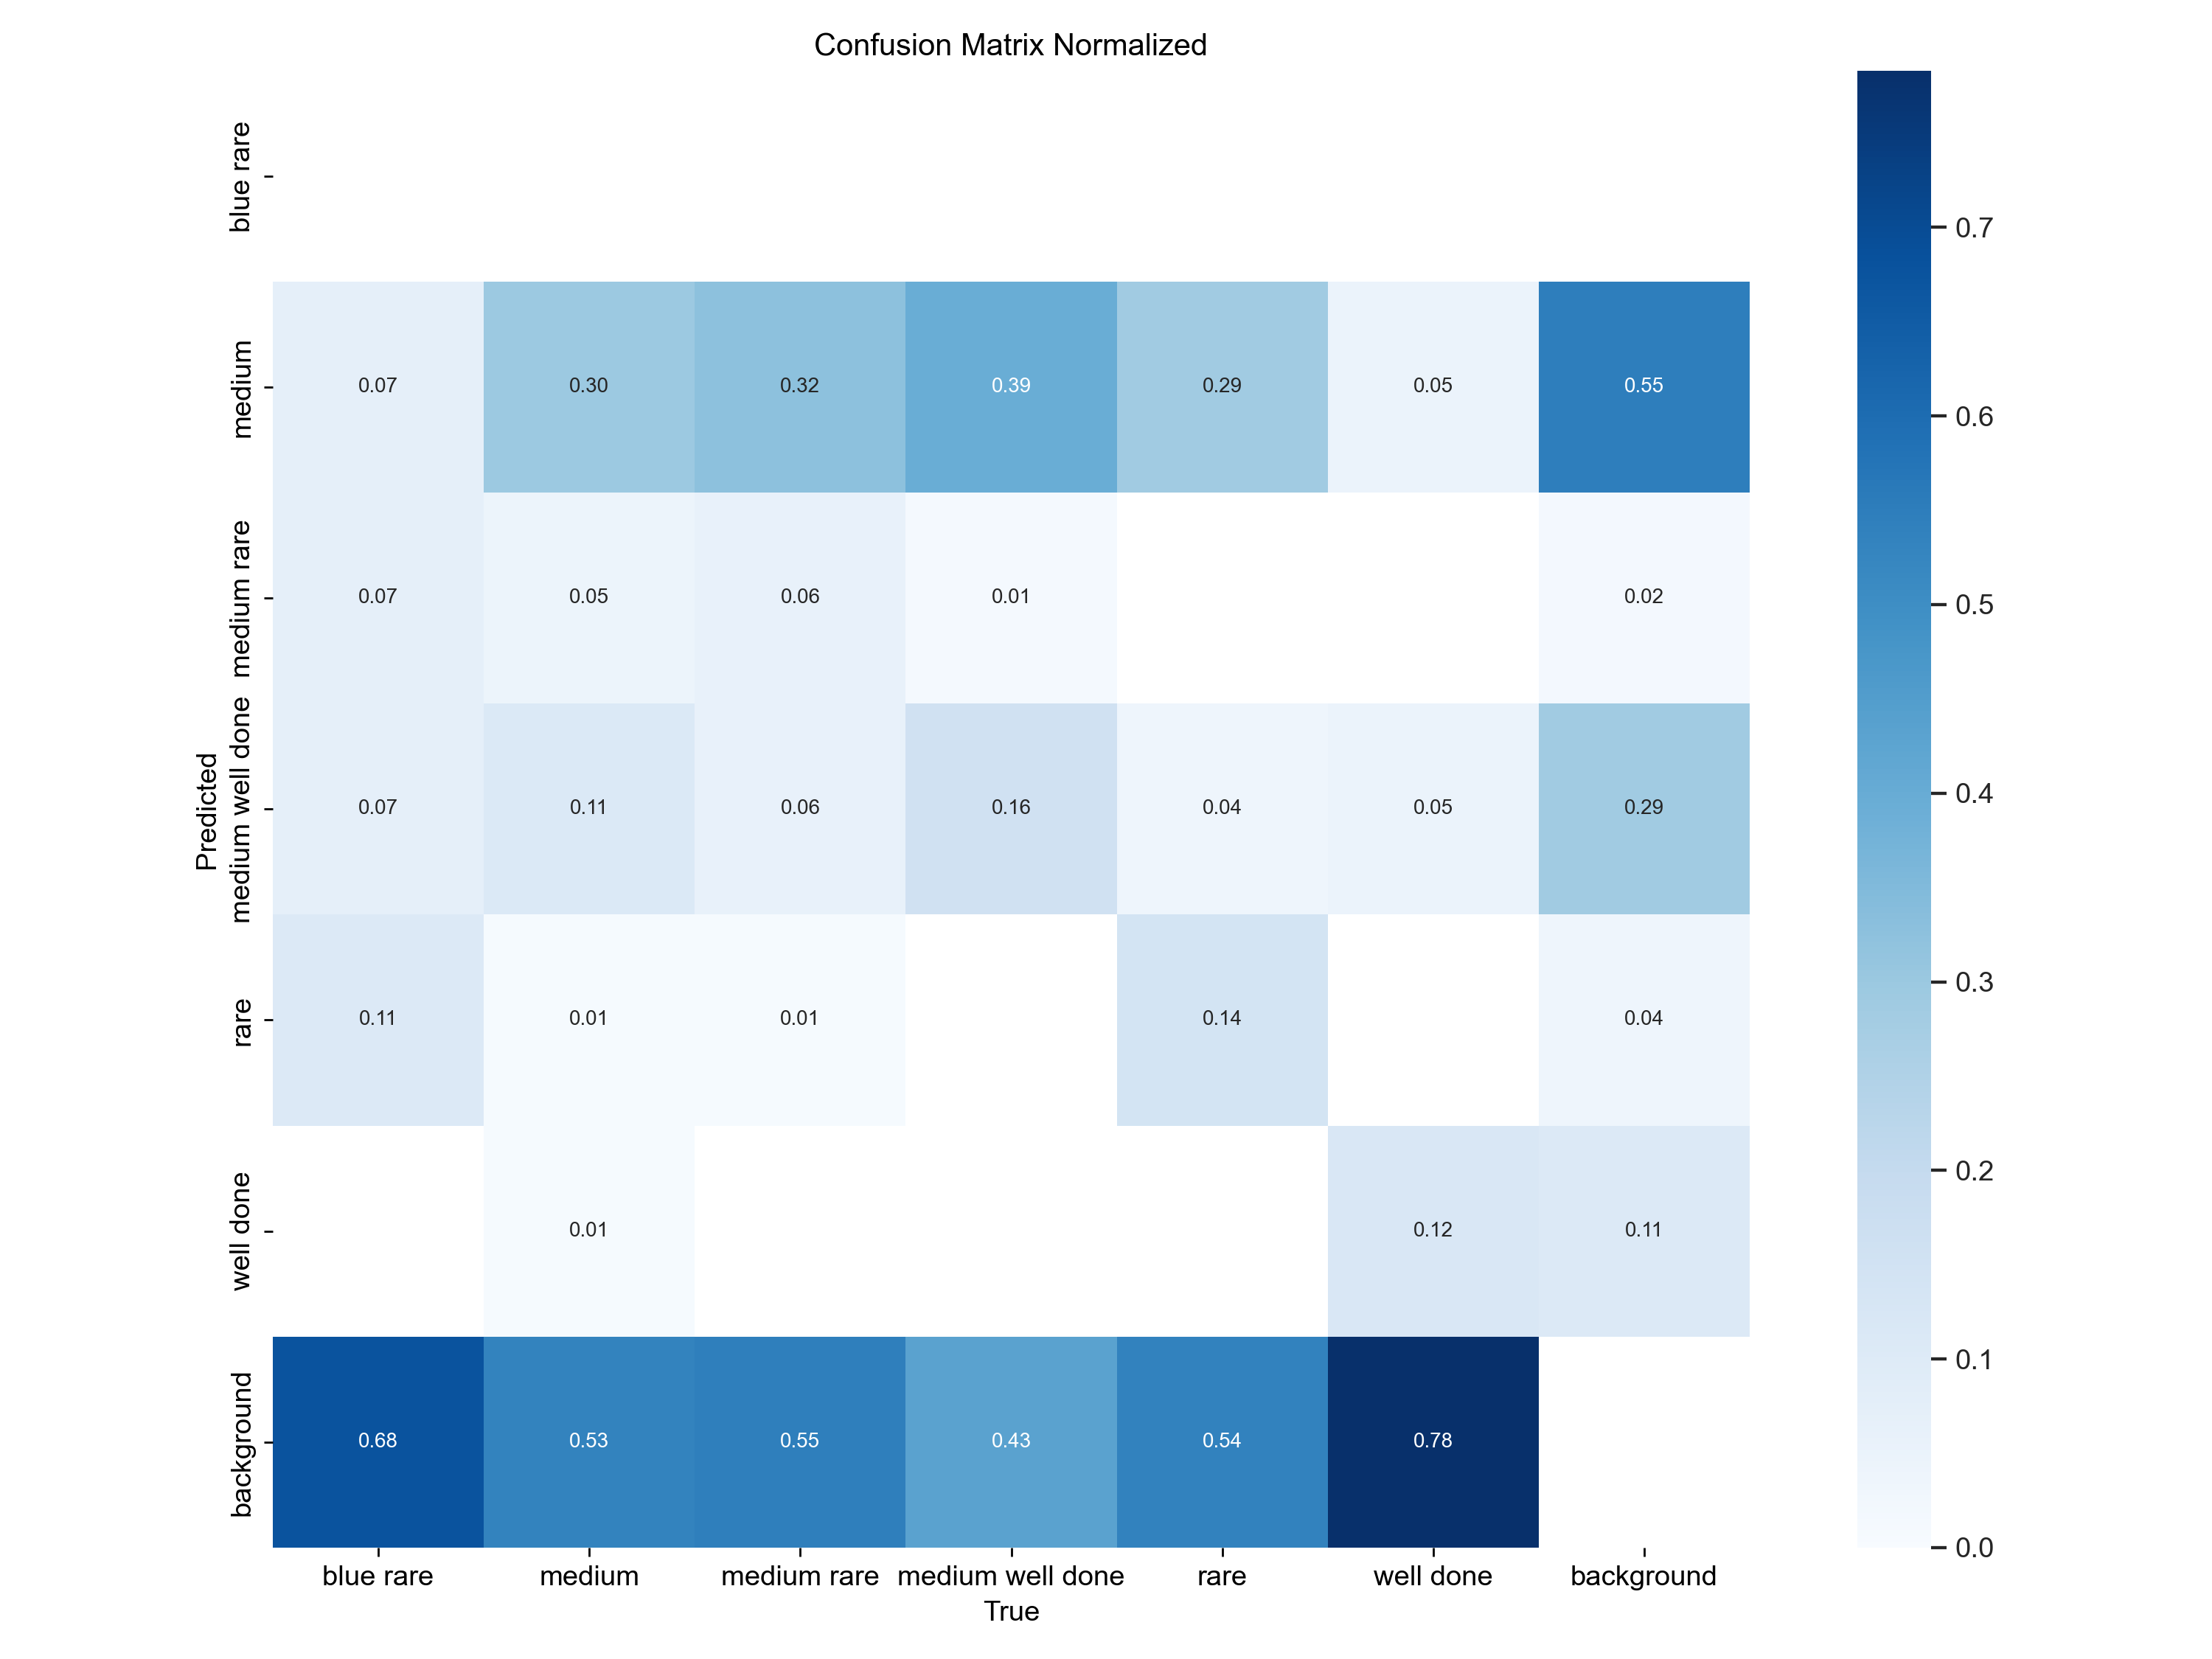 Confusion Matrix Normalized
blue rare
0.7
medium
0.07 0.30 0.32 0.39 0.29 0.05 0.55
0.6
medium rare
0.07 0.05 0.06 0.01 0.02
0.5
Predicted
medium well done
0.07 0.11 0.06 0.16 0.04 0.05 0.29
0.4
rare
0.11 0.01 0.01 0.14 0.04
0.3
well done
0.01 0.12 0.11
0.2
0.1
background
0.68 0.53 0.55 0.43 0.54 0.78
0.0
blue rare medium medium rare medium well done rare well done background
True